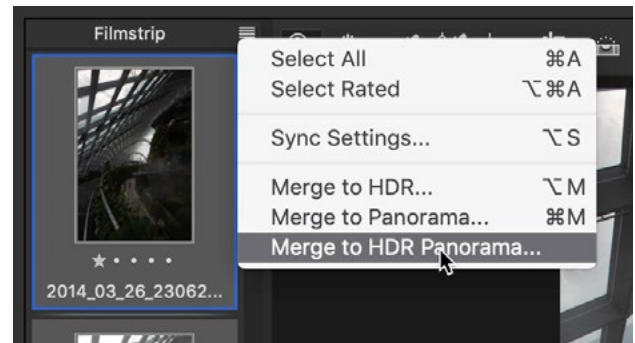 Filmstrip
Select All ⌘A
Select Rated ⌥⌘A
Sync Settings... ⌥S
Merge to HDR... ⌥M
Merge to Panorama... ⌘M
Merge to HDR Panorama...
2014_03_26_23062...